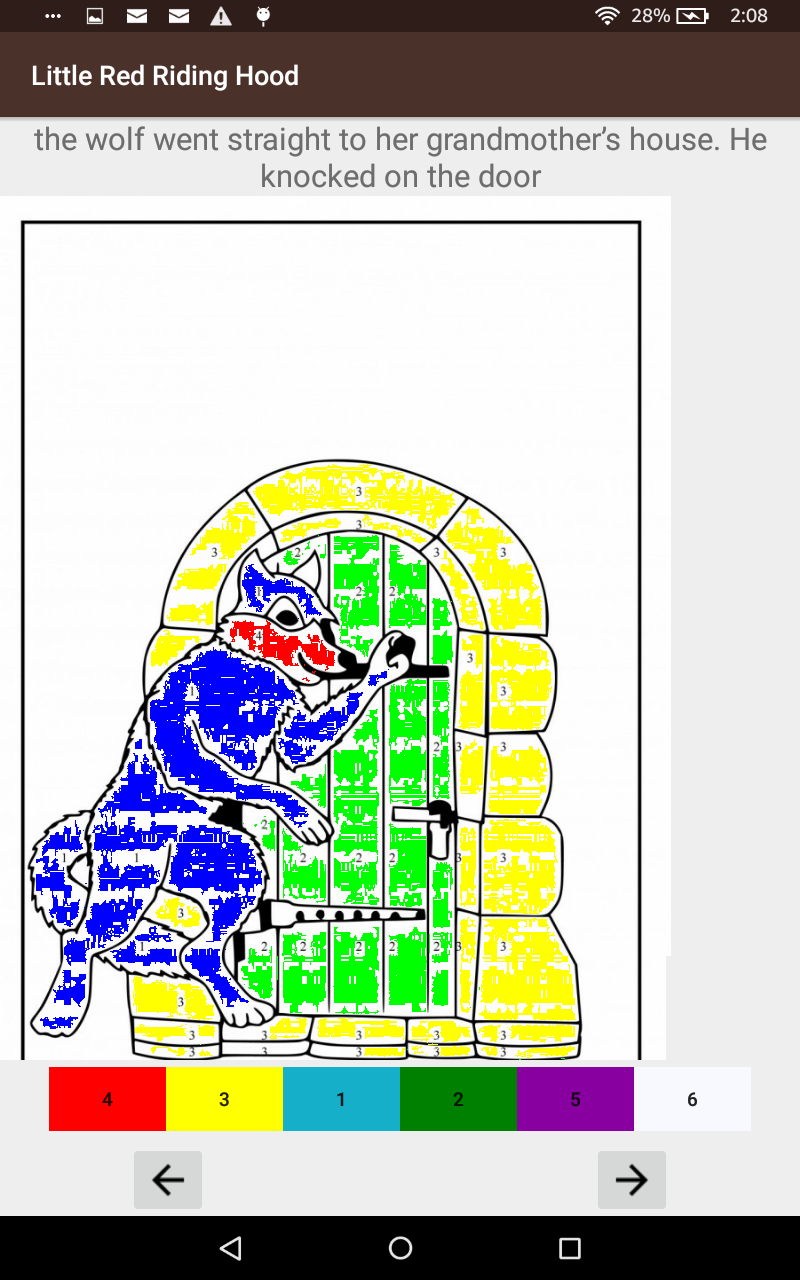 28% 2:08
Little Red Riding Hood
the wolf went straight to her grandmother’s house. He
knocked on the door
3
3
3 2 3 3
1 2 2
4
3
1 3
2 3 3
2
1 1 2 2 2 3 3
3
1 2 2 2 2 2 3 3
3
3 3 3 3 3
3 3 3 3 3
4 3 1 2 5 6